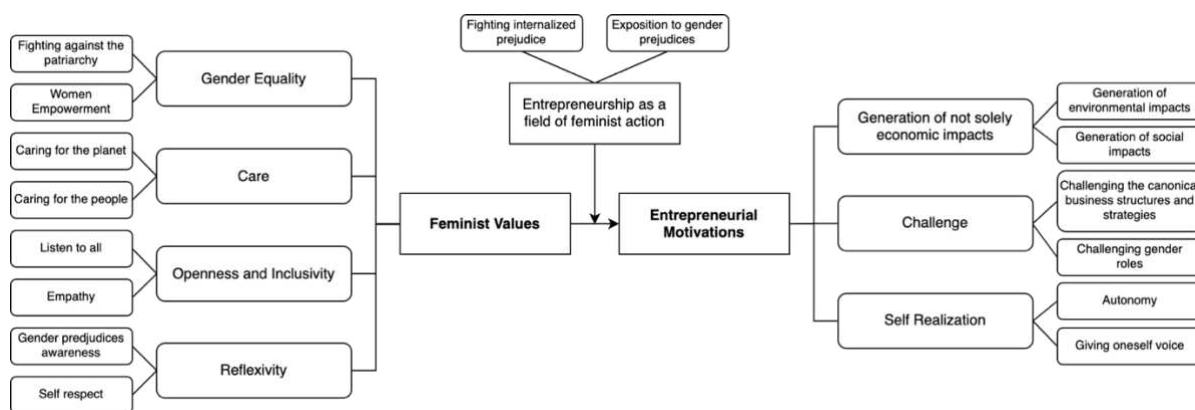 Fighting against the
patriarchy
Women
Empowerment
Gender Equality
Caring for the planet
Caring for the people
Care
Listen to all
Empathy
Openness and Inclusivity
Gender predjudices
awareness
Self respect
Reflexivity
Feminist Values
Fighting internalized
prejudice
Exposition to gender
prejudices
Entrepreneurship as a
field of feminist action
Entrepreneurial
Motivations
Generation of not solely
economic impacts
Generation of
environmental impacts
Generation of social
impacts
Challenge
Challenging the canonica
business structures and
strategies
Challenging gender
roles
Self Realization
Autonomy
Giving oneself voice